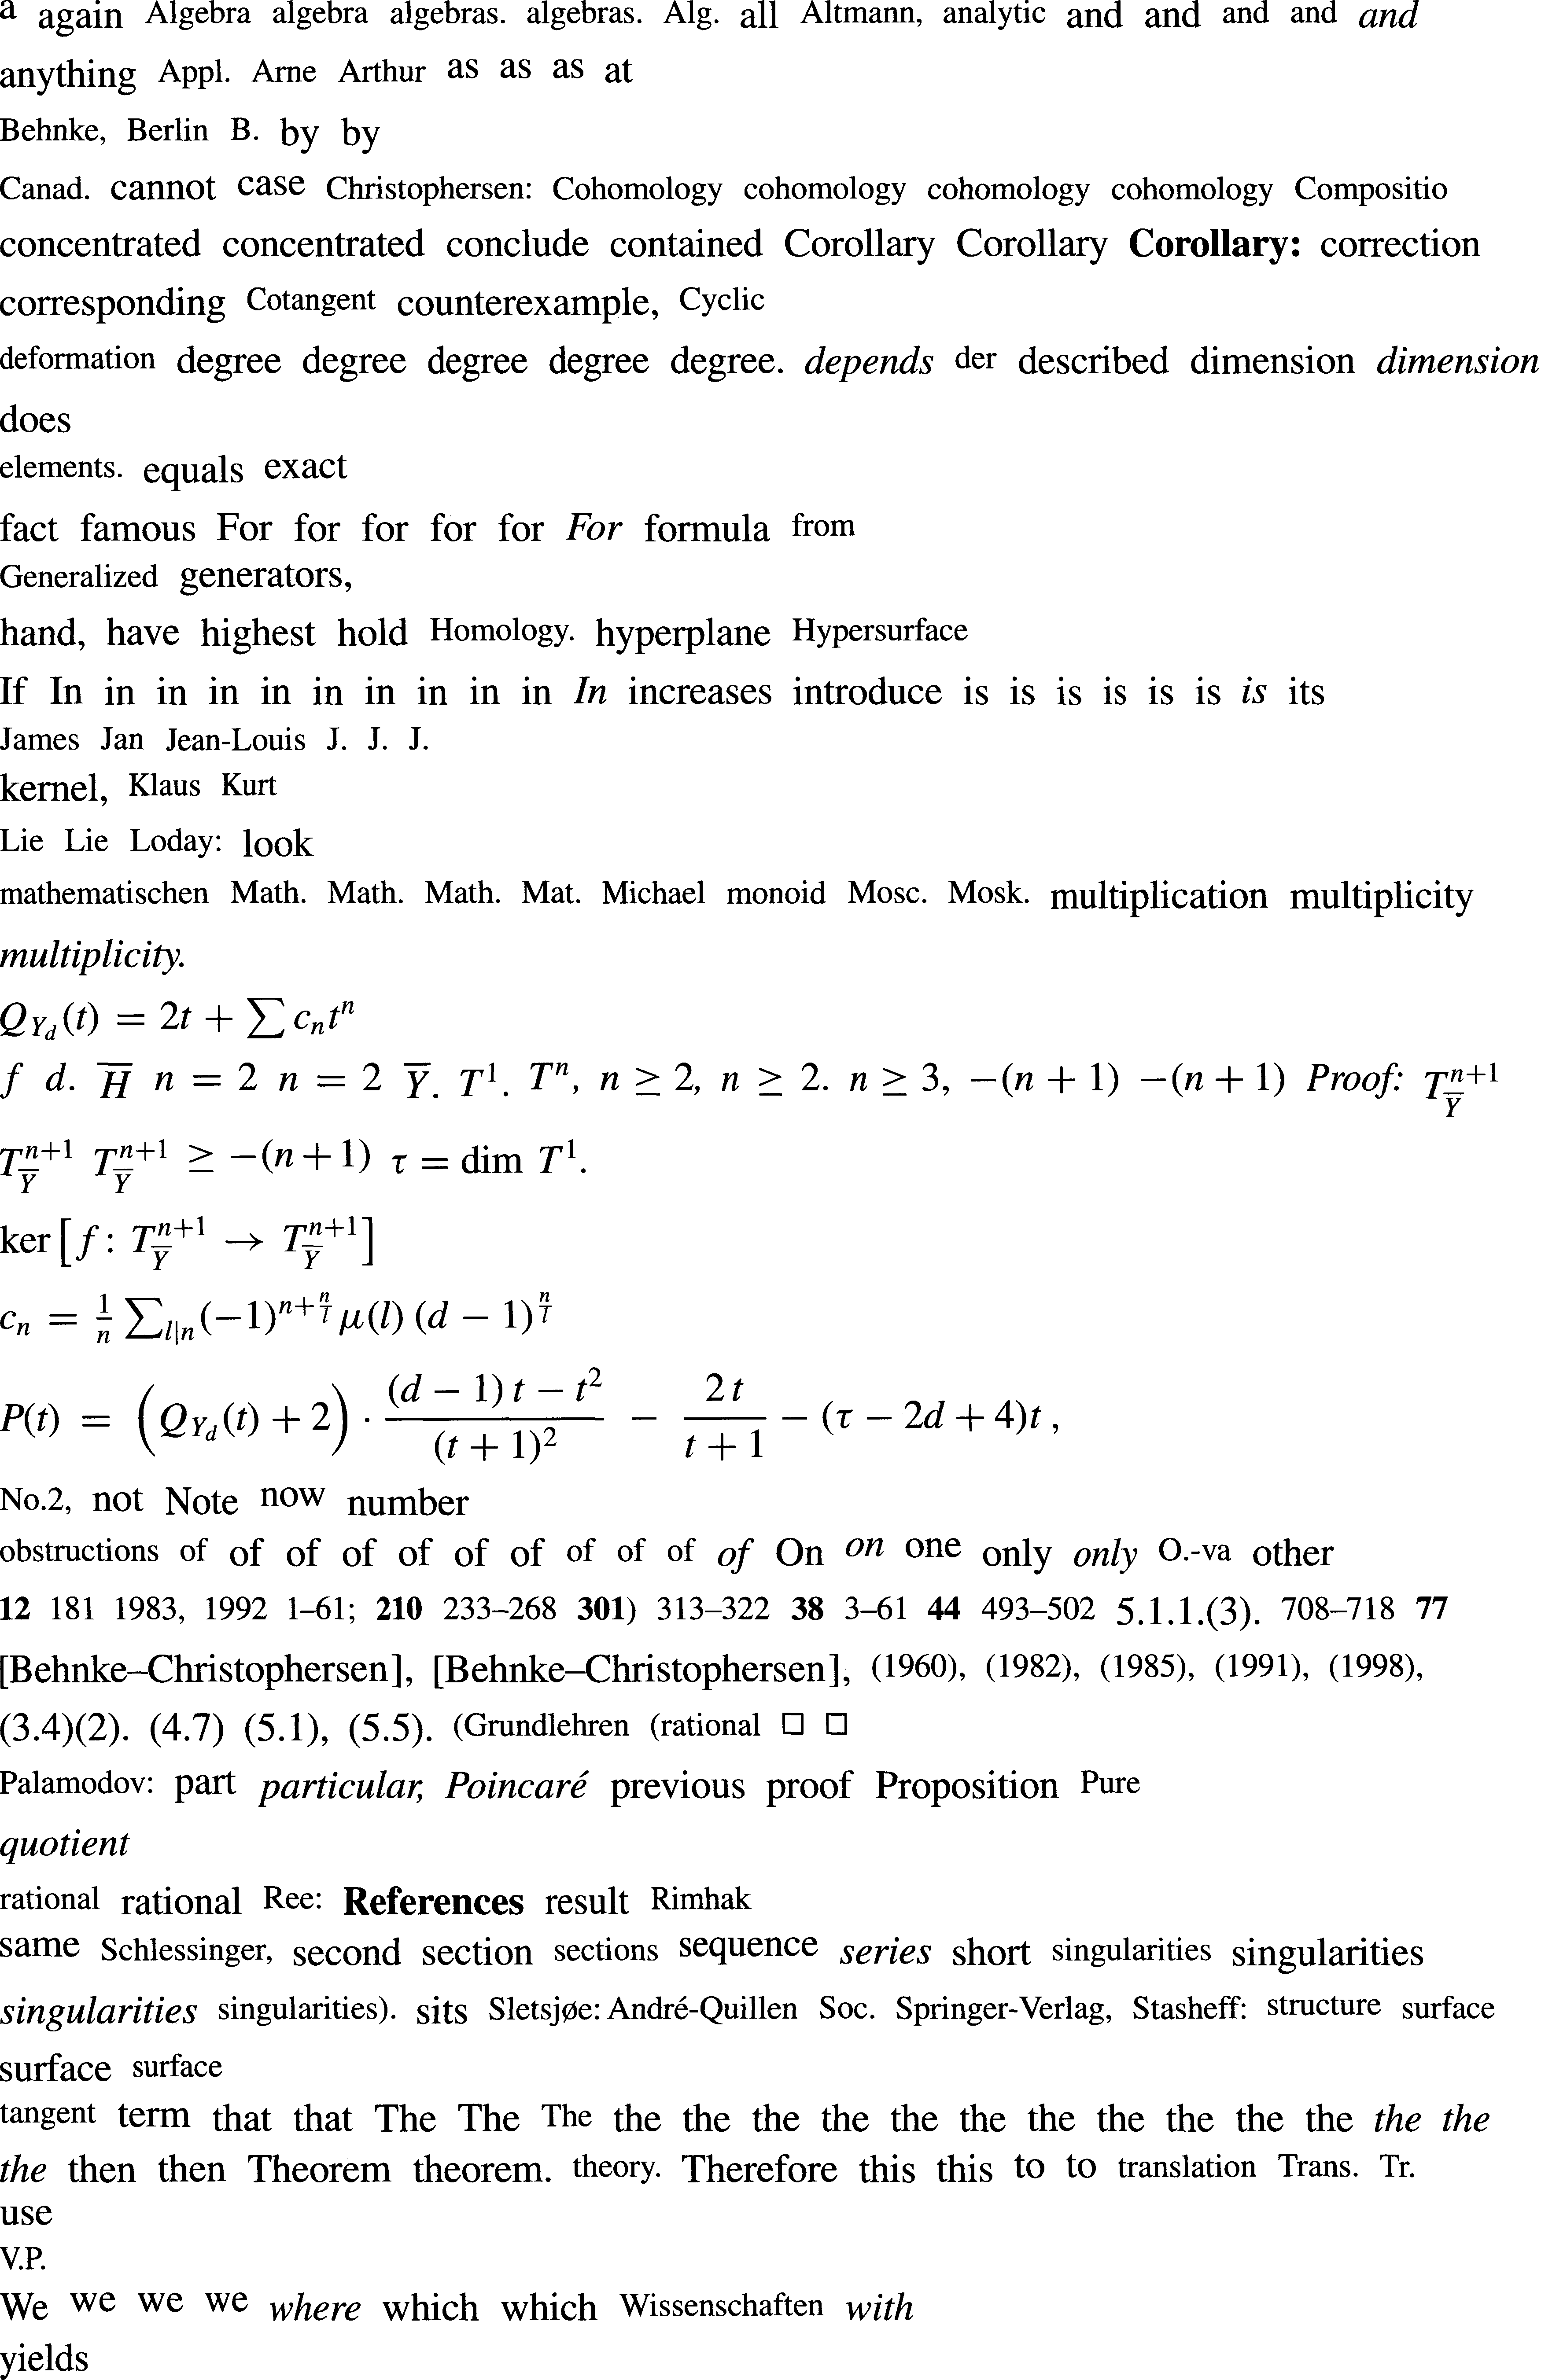 a again Algebra algebra algebras. algebras. Alg. all Altmann, analytic and and and and and
anything Appl. Arne Arthur as as as at
Behnke, Berlin B. by by
Canad. cannot case Christophersen: Cohomology cohomology cohomology cohomology Compositio
concentrated concentrated conclude contained Corollary Corollary Corollary: correction
corresponding Cotangent counterexample, Cyclic
deformation degree degree degree degree degree. depends der described dimension dimension
does
elements. equals exact
fact famous For for for for for For formula from
Generalized generators,
hand, have highest hold Homology. hyperplane Hypersurface
If In in in in in in in in in in In increases introduce is is is is is is is its
James Jan Jean-Louis J. J. J.
kernel, Klaus Kurt
Lie Lie Loday: look
mathematischen Math. Math. Math. Mat. Michael monoid Mosc. Mosk. multiplication multiplicity
multiplicity.
$Q_{Y_d}(t) = 2t + \sum c_n t^n$
$f$ $d.$ $\overline{H}$ $n = 2$ $n = 2$ $\overline{Y}.$ $T^1.$ $T^n,$ $n \geq 2,$ $n \geq 2.$ $n \geq 3,$ $-(n+1)$ $-(n+1)$ Proof: $T^{n+1}_{\overline{Y}}$
$T^{n+1}_{\overline{Y}}$ $T^{n+1}_{\overline{Y}}$ $\geq -(n+1)$ $\tau = \dim T^1.$
$\ker\left[f: T^{n+1}_{\overline{Y}} \to T^{n+1}_{\overline{Y}}\right]$
$c_n = \frac{1}{n} \sum_{l|n} (-1)^{n+\frac{n}{l}} \mu(l) (d-1)^{\frac{n}{l}}$
$P(t) = \left(Q_{Y_d}(t) + 2\right) \cdot \frac{(d-1)t - t^2}{(t+1)^2} - \frac{2t}{t+1} - (\tau - 2d + 4)t,$
No.2, not Note now number
obstructions of of of of of of of of of of of On on one only only O.-va other
12 181 1983, 1992 1–61; 210 233–268 301) 313–322 38 3–61 44 493–502 5.1.1.(3). 708–718 77
[Behnke–Christophersen], [Behnke–Christophersen], (1960), (1982), (1985), (1991), (1998),
(3.4)(2). (4.7) (5.1), (5.5). (Grundlehren (rational □ □
Palamodov: part particular, Poincaré previous proof Proposition Pure
quotient
rational rational Ree: References result Rimhak
same Schlessinger, second section sections sequence series short singularities singularities
singularities singularities). sits Sletsjøe: André-Quillen Soc. Springer-Verlag, Stasheff: structure surface
surface surface
tangent term that that The The The the the the the the the the the the the the the the
the then then Theorem theorem. theory. Therefore this this to to translation Trans. Tr.
use
V.P.
We we we we where which which Wissenschaften with
yields